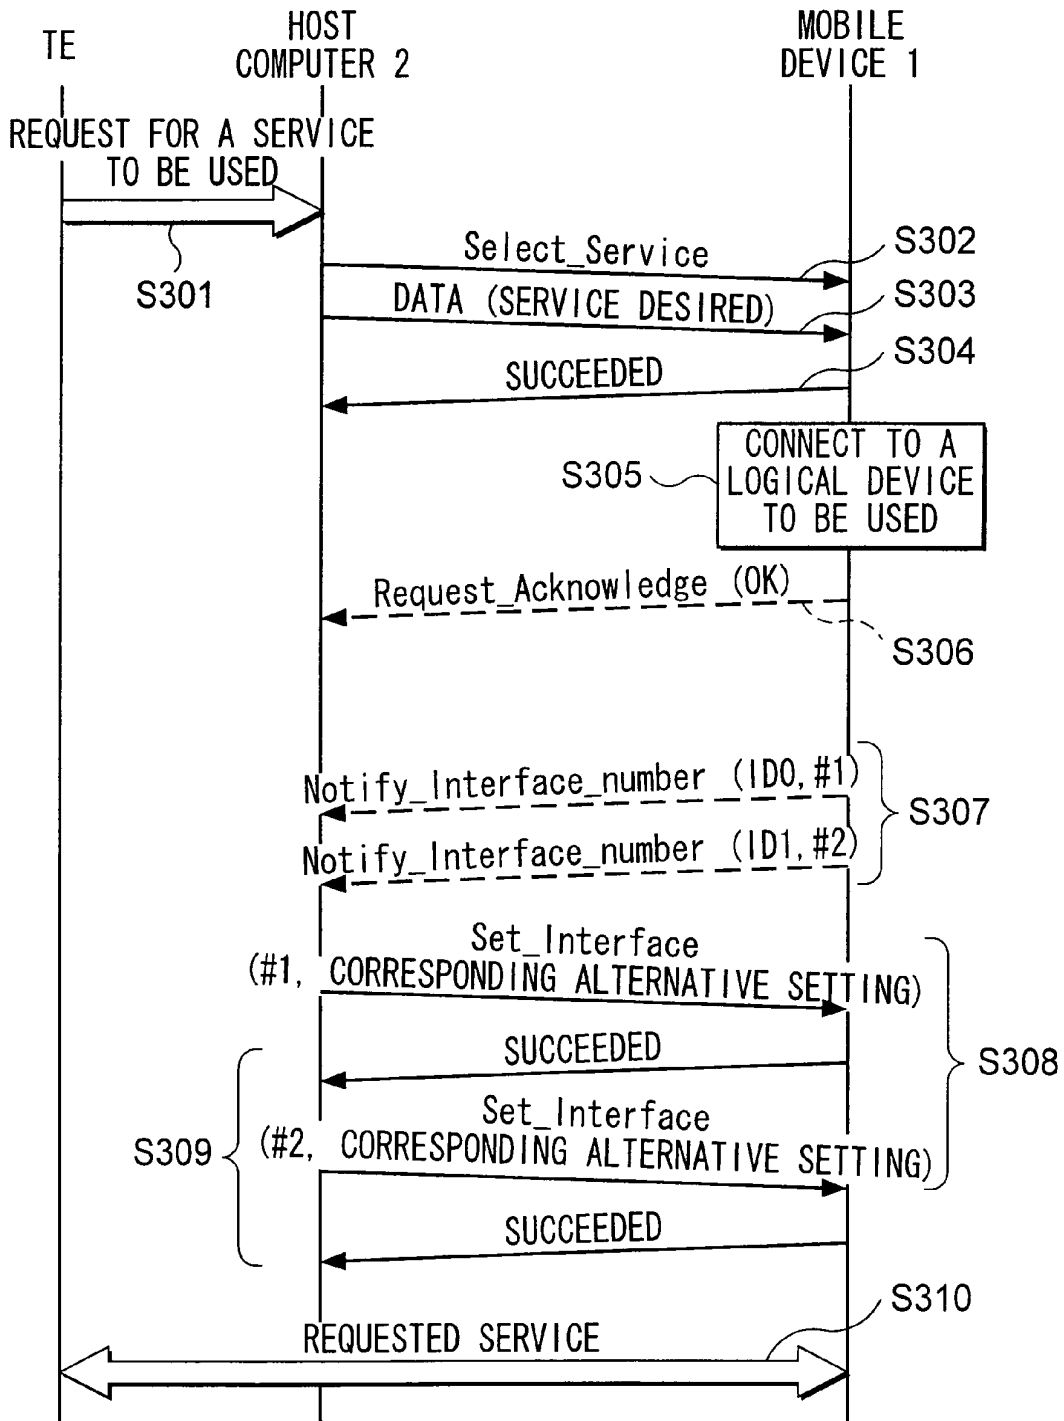 TE
HOST
COMPUTER 2
MOBILE
DEVICE 1
REQUEST FOR A SERVICE
TO BE USED
S301
Select_Service
S302
DATA (SERVICE DESIRED)
S303
SUCCEEDED
S304
CONNECT TO A
LOGICAL DEVICE
TO BE USED
S305
Request_Acknowledge (OK)
S306
Notify_Interface_number (ID0, #1)
S307
Notify_Interface_number (ID1, #2)
Set_Interface
(#1, CORRESPONDING ALTERNATIVE SETTING)
SUCCEEDED
S308
Set_Interface
(#2, CORRESPONDING ALTERNATIVE SETTING)
S309
SUCCEEDED
S310
REQUESTED SERVICE